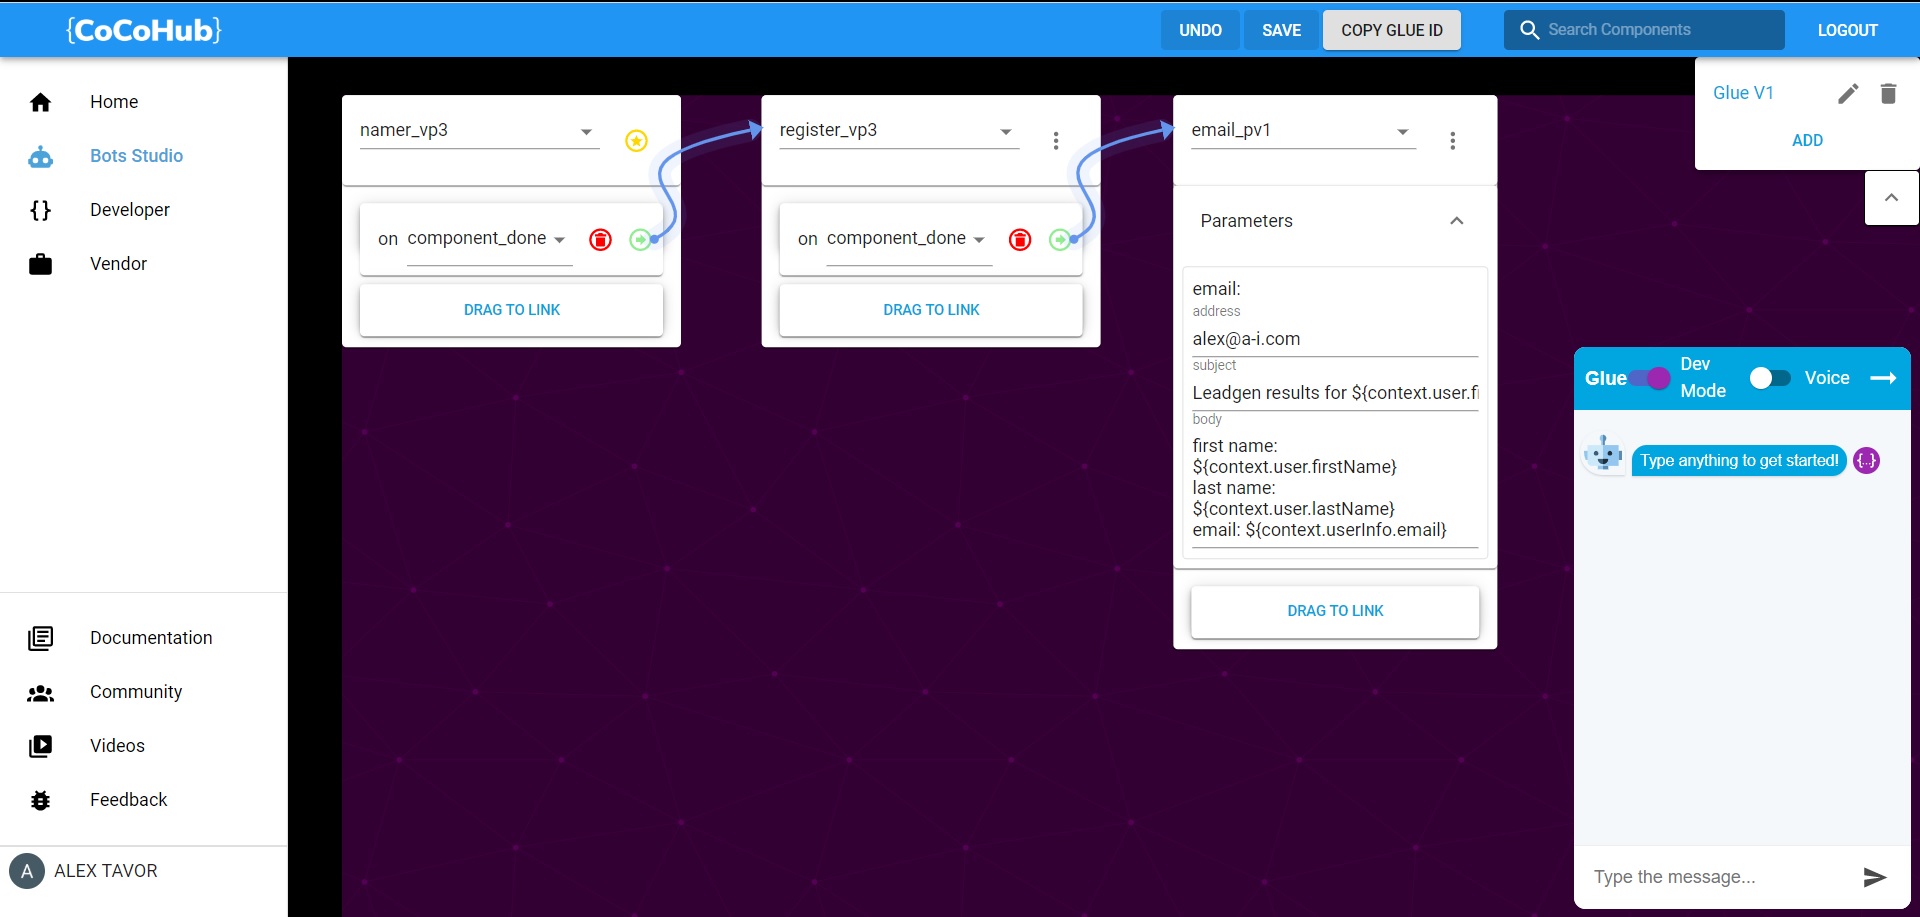 {CoCoHub}
UNDO
SAVE
COPY GLUE ID
Search Components
LOGOUT
Home
Bots Studio
Developer
Vendor
Documentation
Community
Videos
Feedback
A
ALEX TAVOR
namer_vp3
on component_done
DRAG TO LINK
register_vp3
on component_done
DRAG TO LINK
email_pv1
Parameters
email:
address
alex@a-i.com
subject
Leadgen results for ${context.user.fi
body
first name:
${context.user.firstName}
last name:
${context.user.lastName}
email: ${context.userInfo.email}
DRAG TO LINK
Glue V1
ADD
Glue
Dev
Mode
Voice
Type anything to get started!
{..}
Type the message...